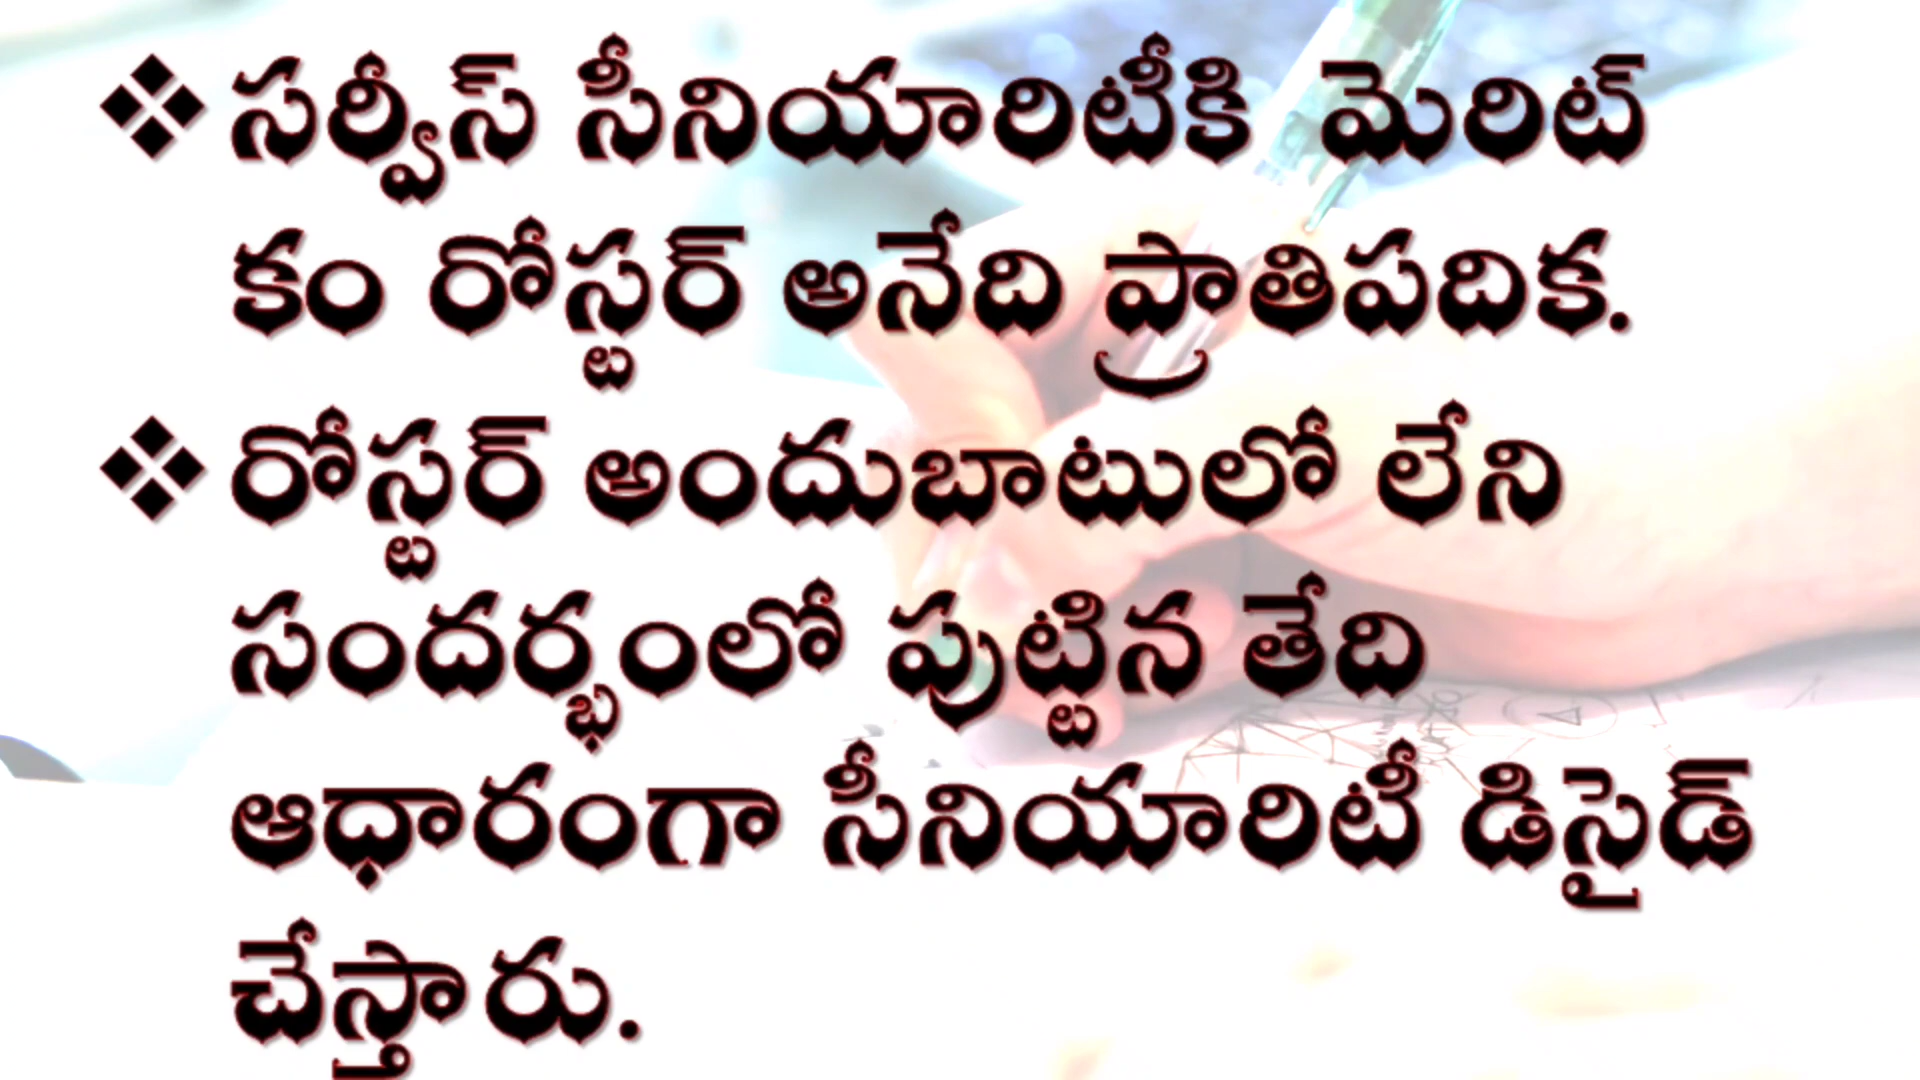 ❖ సర్వీస్ సీనియారిటీకి మెరిట్
కం రోస్టర్ అనేది ప్రాతిపదిక.
❖ రోస్టర్ అందుబాటులో లేని
సందర్భంలో పుట్టిన తేది
ఆధారంగా సీనియారిటీ డిసైడ్
చేస్తారు.